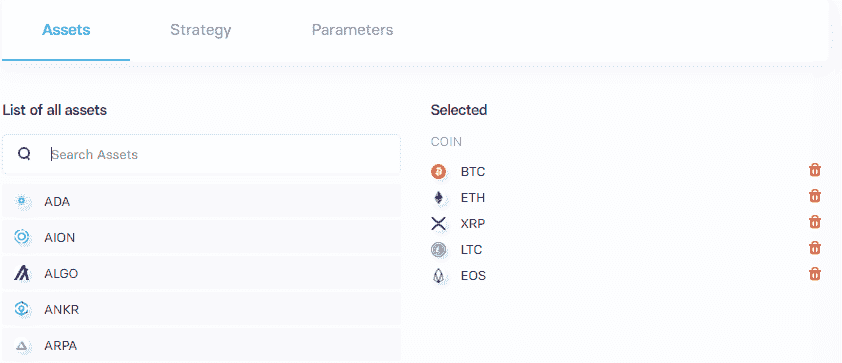 Assets Strategy Parameters
List of all assets
Search Assets
ADA
AION
ALGO
ANKR
ARPA
Selected
COIN
BTC
ETH
XRP
LTC
EOS